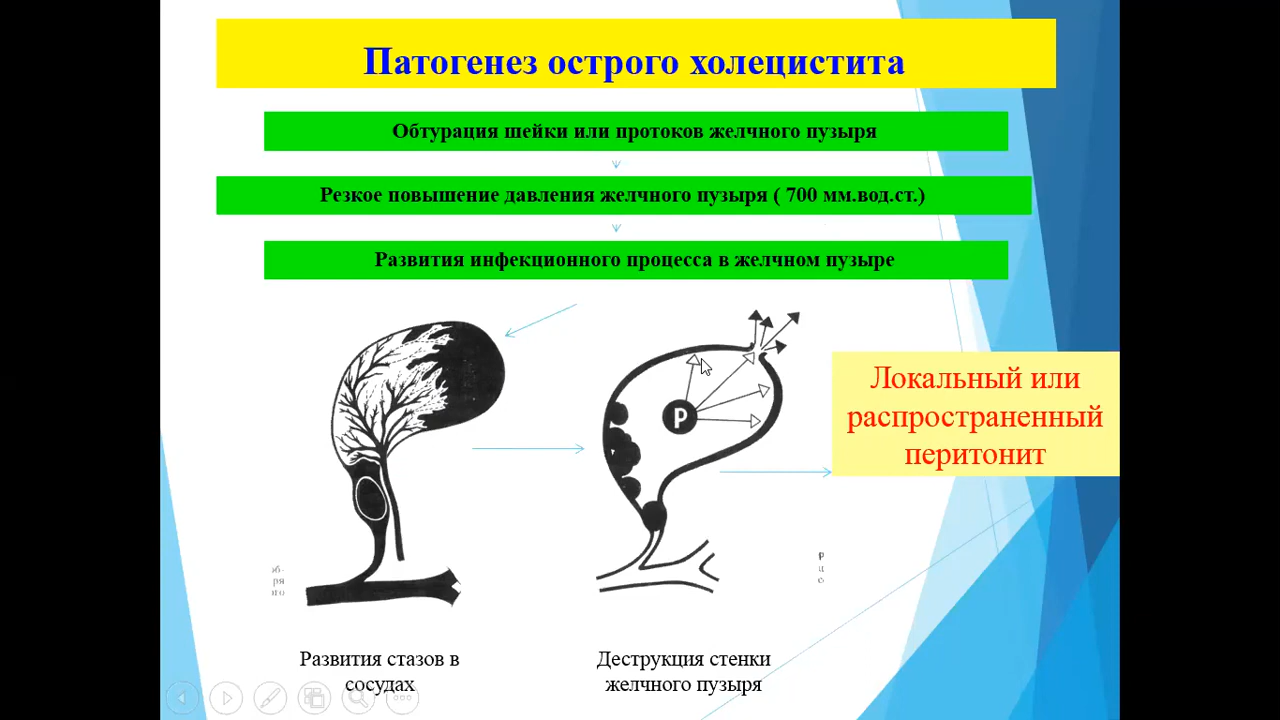 Патогенез острого холецистита
Обтурация шейки или протоков желчного пузыря
Резкое повышение давления желчного пузыря ( 700 мм.вод.ст.)
Развития инфекционного процесса в желчном пузыре
P
Локальный или
распространенный
перитонит
Развития стазов в
сосудах
Деструкция стенки
желчного пузыря